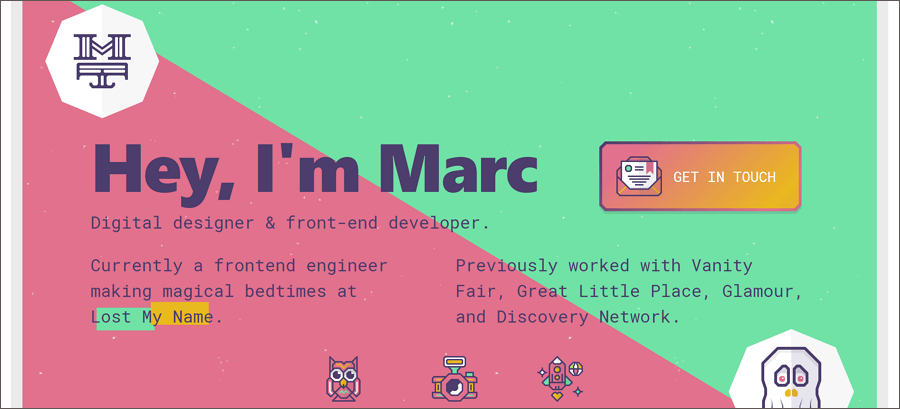 MT
Hey, I'm Marc
GET IN TOUCH
Digital designer & front-end developer.
Currently a frontend engineer
making magical bedtimes at
Lost My Name.
Previously worked with Vanity
Fair, Great Little Place, Glamour,
and Discovery Network.